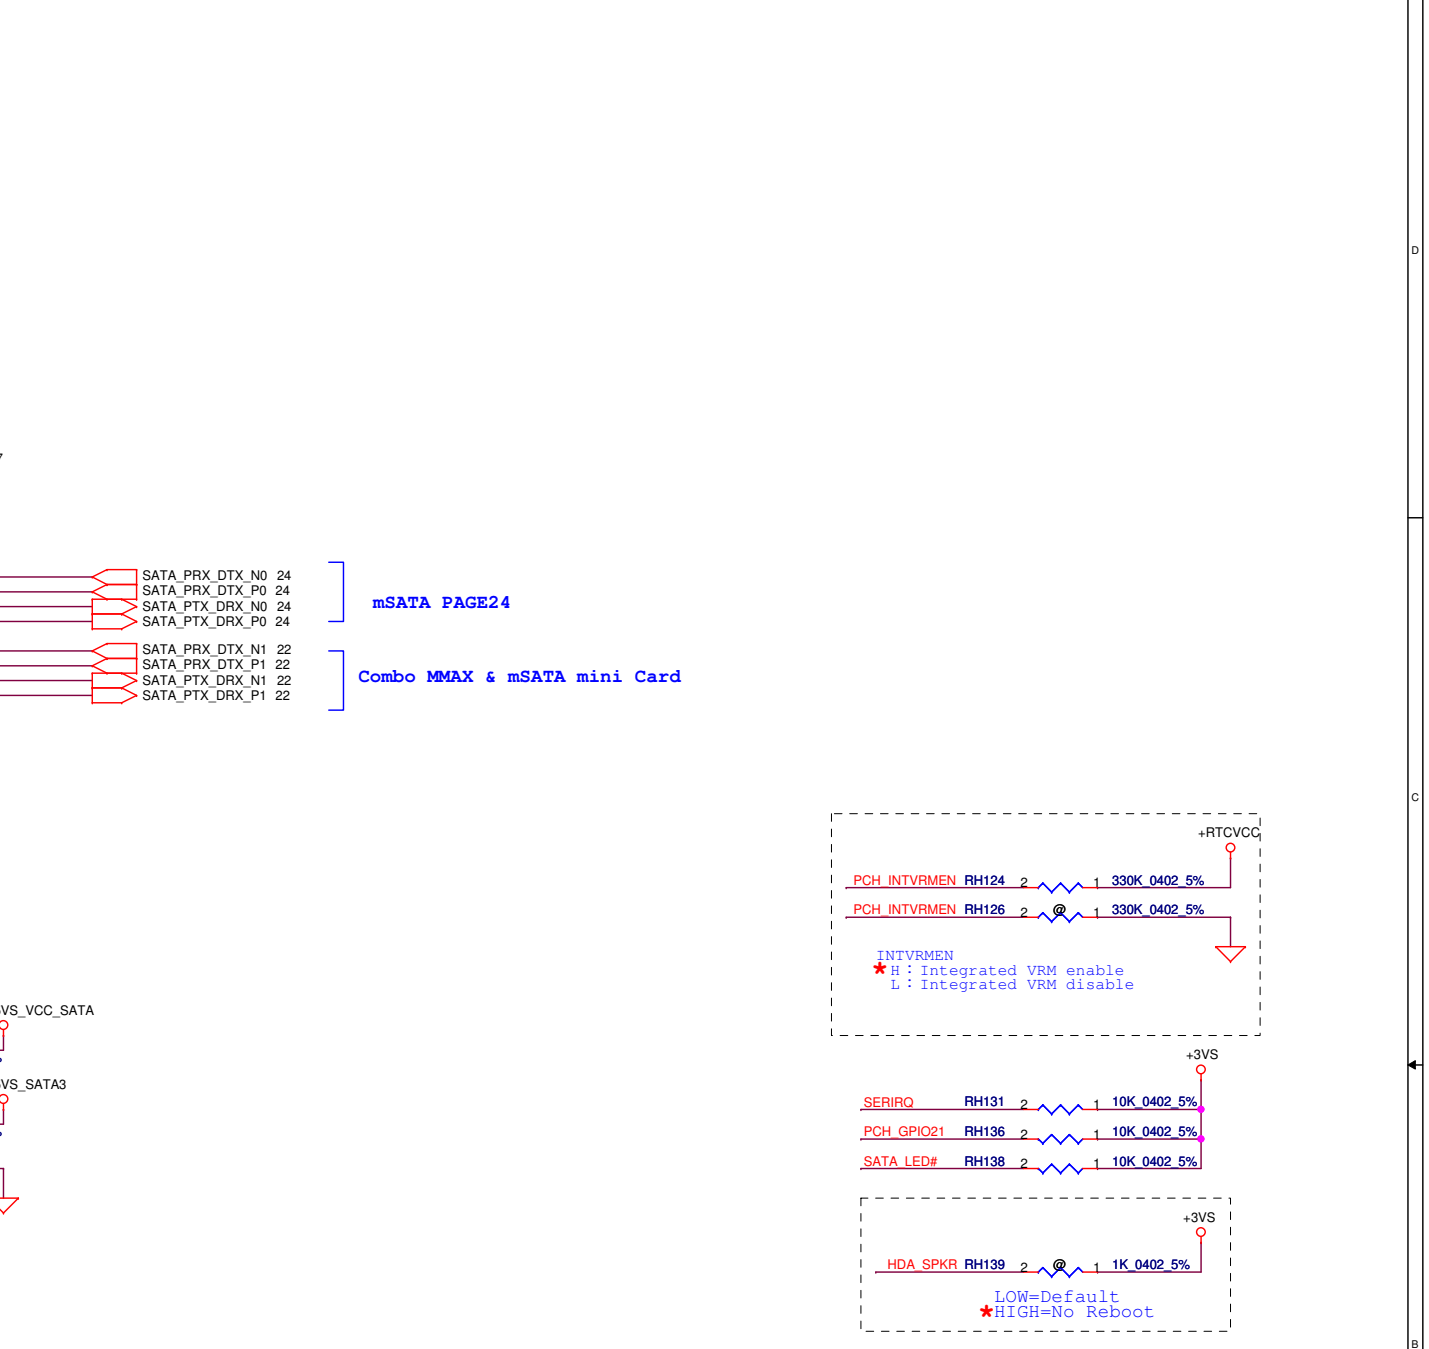 D
SATA_PRX_DTX_N0 24
SATA_PRX_DTX_P0 24
SATA_PTX_DRX_N0 24
SATA_PTX_DRX_P0 24
mSATA PAGE24
SATA_PRX_DTX_N1 22
SATA_PRX_DTX_P1 22
SATA_PTX_DRX_N1 22
SATA_PTX_DRX_P1 22
Combo MMAX & mSATA mini Card
C
+RTCVCC
PCH_INTVRMEN RH124 2 1 330K_0402_5%
PCH_INTVRMEN RH126 2 @ 1 330K_0402_5%
INTVRMEN
*H：Integrated VRM enable
L：Integrated VRM disable
VS_VCC_SATA
VS_SATA3
+3VS
SERIRQ RH131 2 1 10K_0402_5%
PCH_GPIO21 RH136 2 1 10K_0402_5%
SATA_LED# RH138 2 1 10K_0402_5%
+3VS
HDA_SPKR RH139 2 @ 1 1K_0402_5%
LOW=Default
*HIGH=No Reboot
B